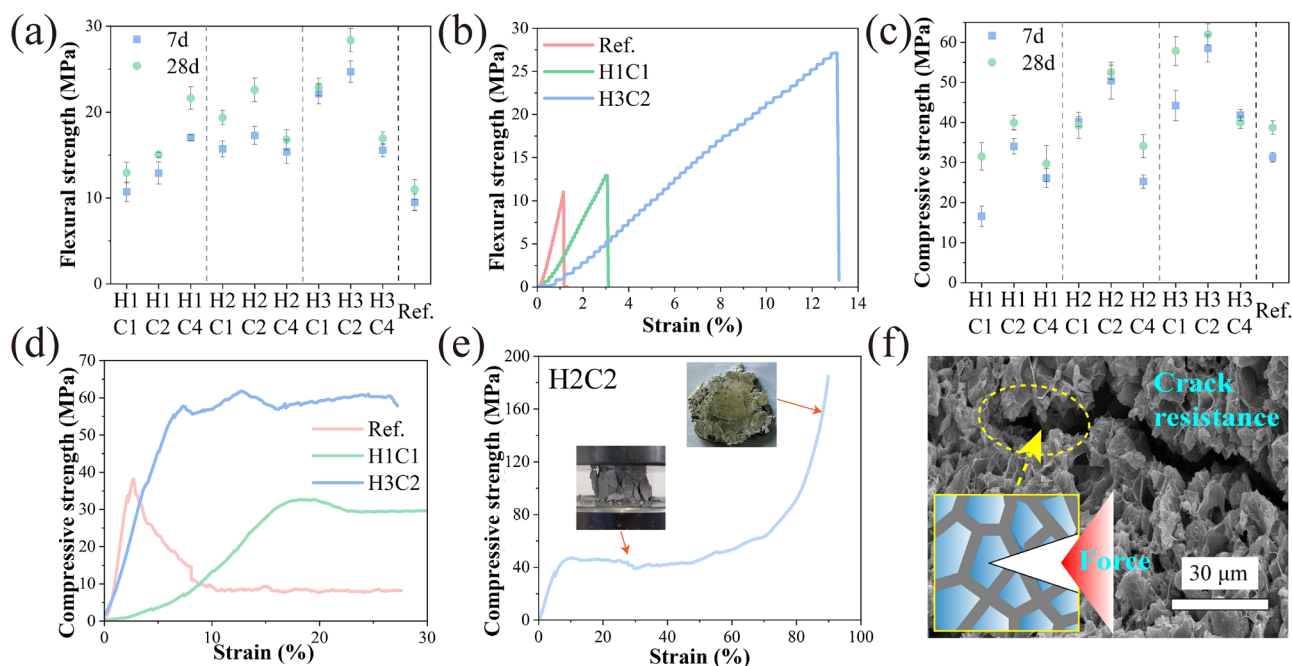 (a)
30
20
10
0
Flexural strength (MPa)
7d
28d
H1 H1 H1 H2 H2 H2 H3 H3 H3 Ref.
C1 C2 C4 C1 C2 C4 C1 C2 C4
(b)
30
25
20
15
10
5
0
Flexural strength (MPa)
Ref.
H1C1
H3C2
0 2 4 6 8 10 12 14
Strain (%)
(c)
60
50
40
30
20
10
0
Compressive strength (MPa)
7d
28d
H1 H1 H1 H2 H2 H2 H3 H3 H3 Ref.
C1 C2 C4 C1 C2 C4 C1 C2 C4
(d)
70
60
50
40
30
20
10
0
Compressive strength (MPa)
Ref.
H1C1
H3C2
0 10 20 30
Strain (%)
(e)
200
160
120
80
40
0
Compressive strength (MPa)
H2C2
0 20 40 60 80 100
Strain (%)
(f)
Crack
resistance
Force
30 μm